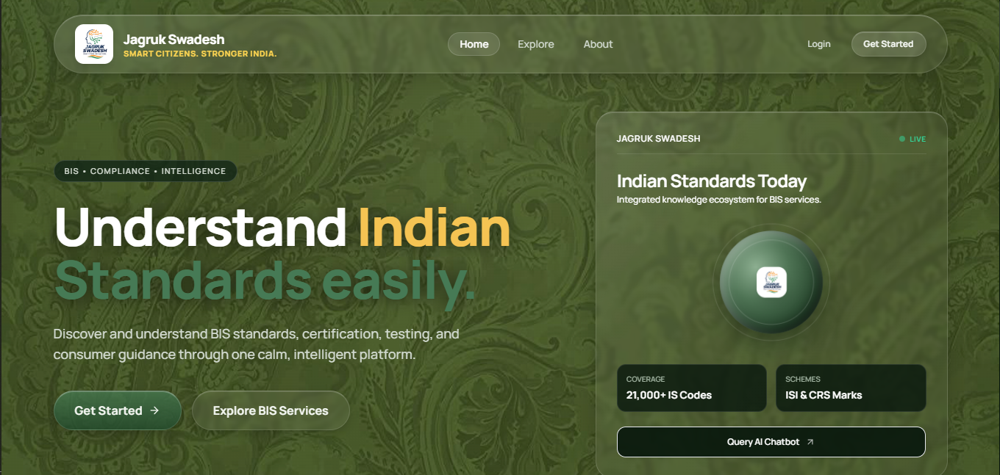 JAGRUK
SWADESH
Jagruk Swadesh
SMART CITIZENS. STRONGER INDIA.
Home
Explore
About
Login
Get Started
BIS • COMPLIANCE • INTELLIGENCE
Understand Indian
Standards easily.
Discover and understand BIS standards, certification, testing, and
consumer guidance through one calm, intelligent platform.
Get Started →
Explore BIS Services
JAGRUK SWADESH
LIVE
Indian Standards Today
Integrated knowledge ecosystem for BIS services.
COVERAGE
21,000+ IS Codes
SCHEMES
ISI & CRS Marks
Query AI Chatbot ↗